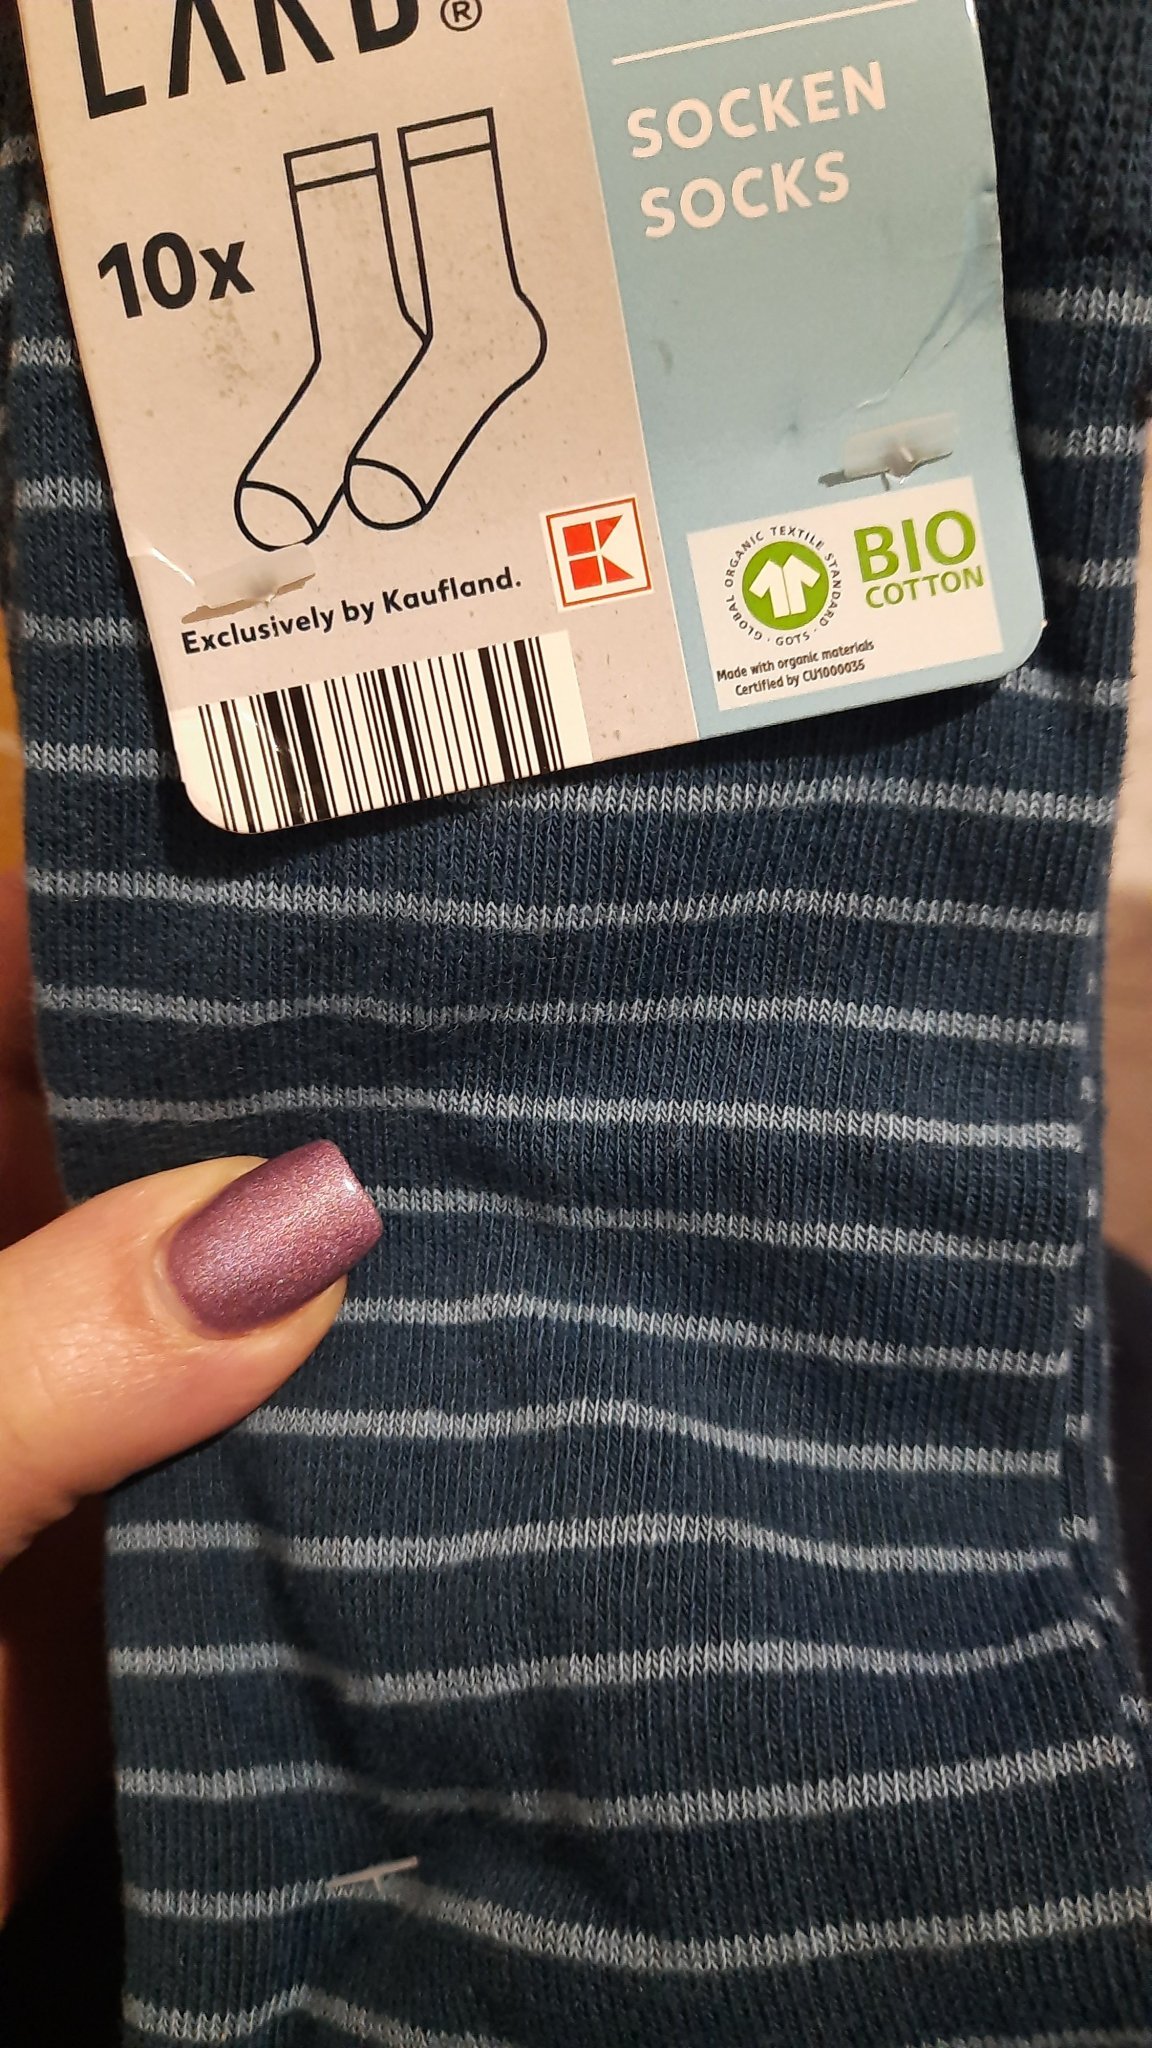 SOCKEN
SOCKS
10x
Exclusively by Kaufland.
GLOBAL ORGANIC TEXTILE STANDARD · GOTS ·
BIO
COTTON
Made with organic materials
Certified by CU1000035